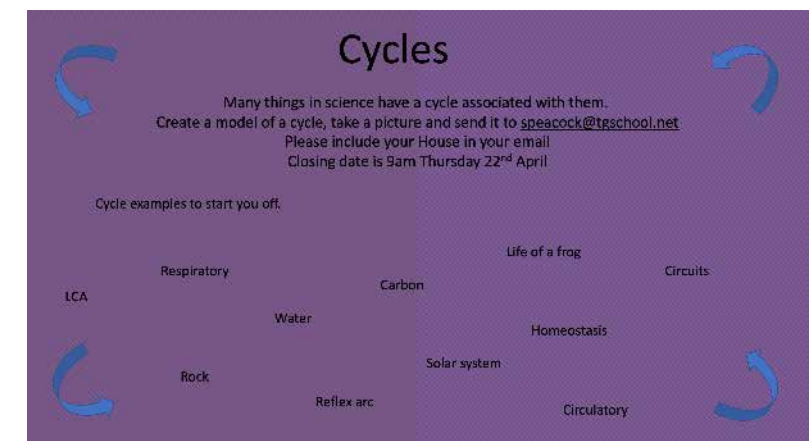 Cycles
Many things in science have a cycle associated with them.
Create a model of a cycle, take a picture and send it to speacock@tgschool.net
Please include your House in your email
Closing date is 9am Thursday 22nd April
Cycle examples to start you off.
Life of a frog
Respiratory
Circuits
Carbon
LCA
Water
Homeostasis
Solar system
Rock
Reflex arc
Circulatory